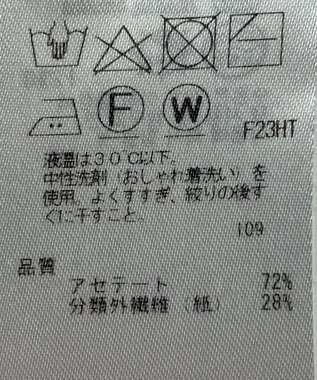 F W
F23HT
液温は30℃以下。
中性洗剤（おしゃれ着洗い）を
使用。よくすすぎ、絞りの後す
ぐに干すこと。
109
品質
アセテート 72%
分類外繊維（紙） 28%